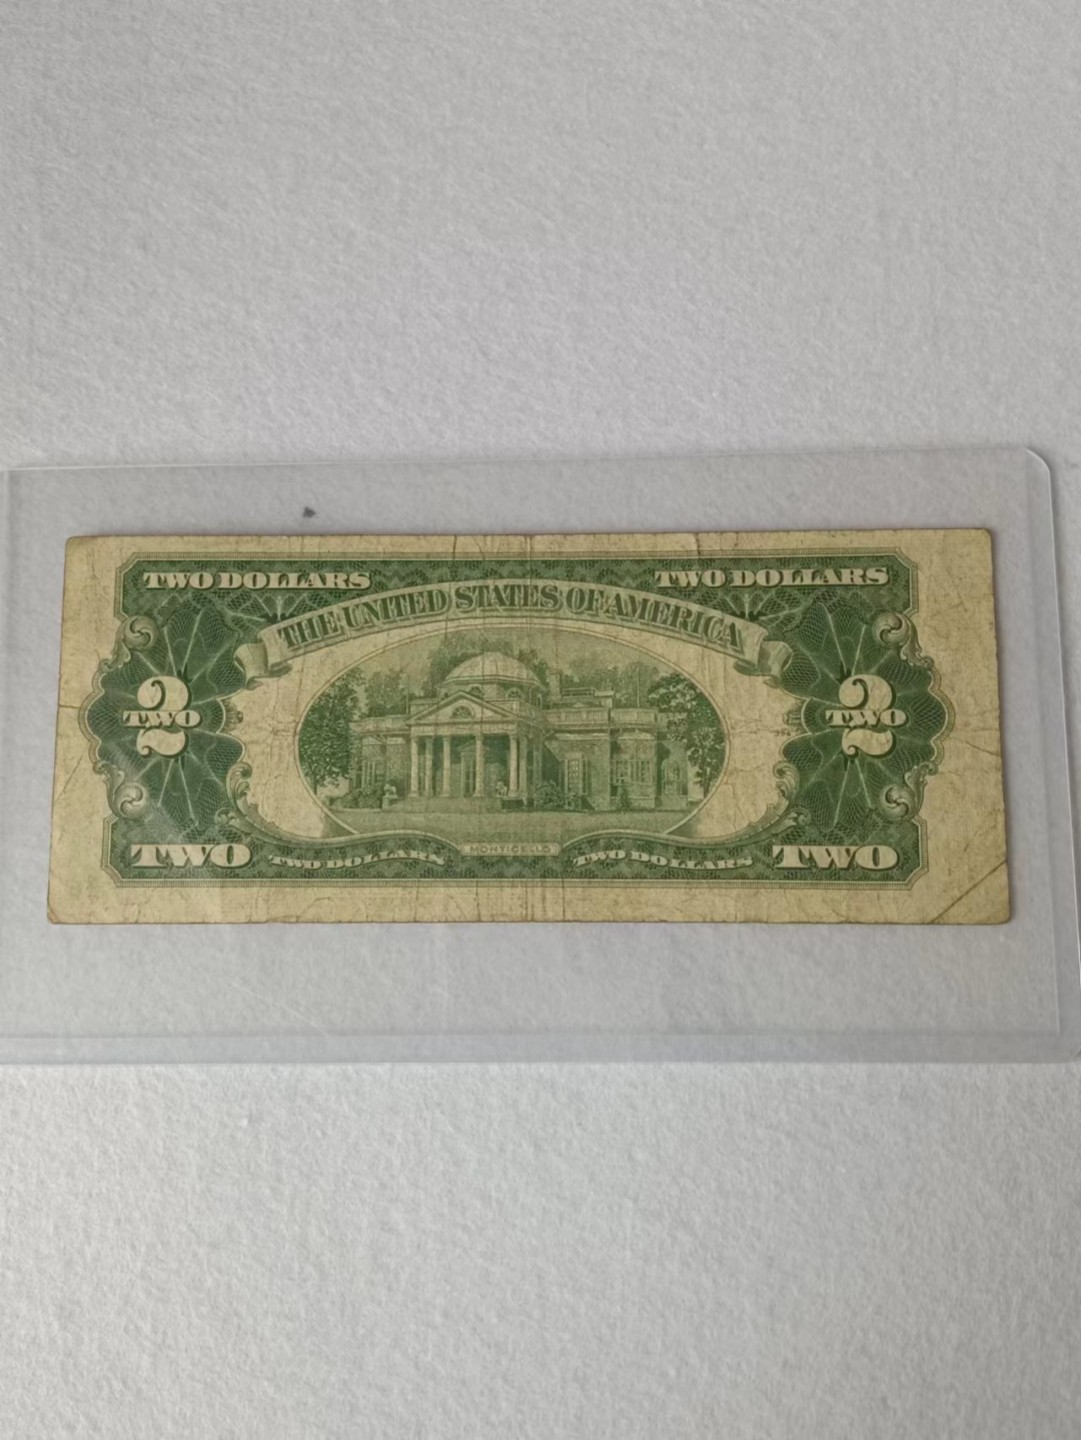 TWO DOLLARS TWO DOLLARS
THE UNITED STATES OF AMERICA
2 2
TWO TWO
MONTICELLO
TWO TWO DOLLARS TWO DOLLARS TWO